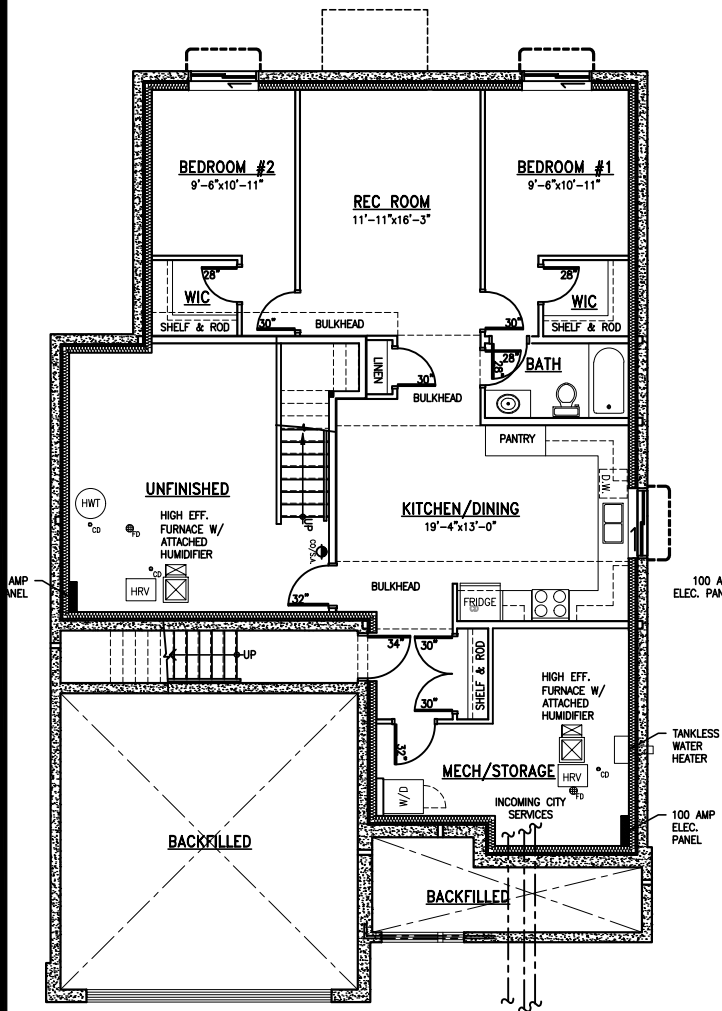 BEDROOM #2
9'-6"x10'-11"
BEDROOM #1
9'-6"x10'-11"
REC ROOM
11'-11"x16'-3"
28"
WIC
SHELF & ROD
30"
BULKHEAD
30"
28"
WIC
SHELF & ROD
LINEN
30"
BULKHEAD
28"
28"
BATH
PANTRY
D.W.
UNFINISHED
HWT
CD
FD
HIGH EFF.
FURNACE W/
ATTACHED
HUMIDIFIER
CD
HRV
UP
CO/S.A.
32"
KITCHEN/DINING
19'-4"x13'-0"
BULKHEAD
FRIDGE
AMP
ANEL
100 A
ELEC. PAN
UP
34"
30"
30"
SHELF & ROD
32"
HIGH EFF.
FURNACE W/
ATTACHED
HUMIDIFIER
MECH/STORAGE
HRV
CD
FD
W/D
INCOMING CITY
SERVICES
TANKLESS
WATER
HEATER
100 AMP
ELEC.
PANEL
BACKFILLED
BACKFILLED